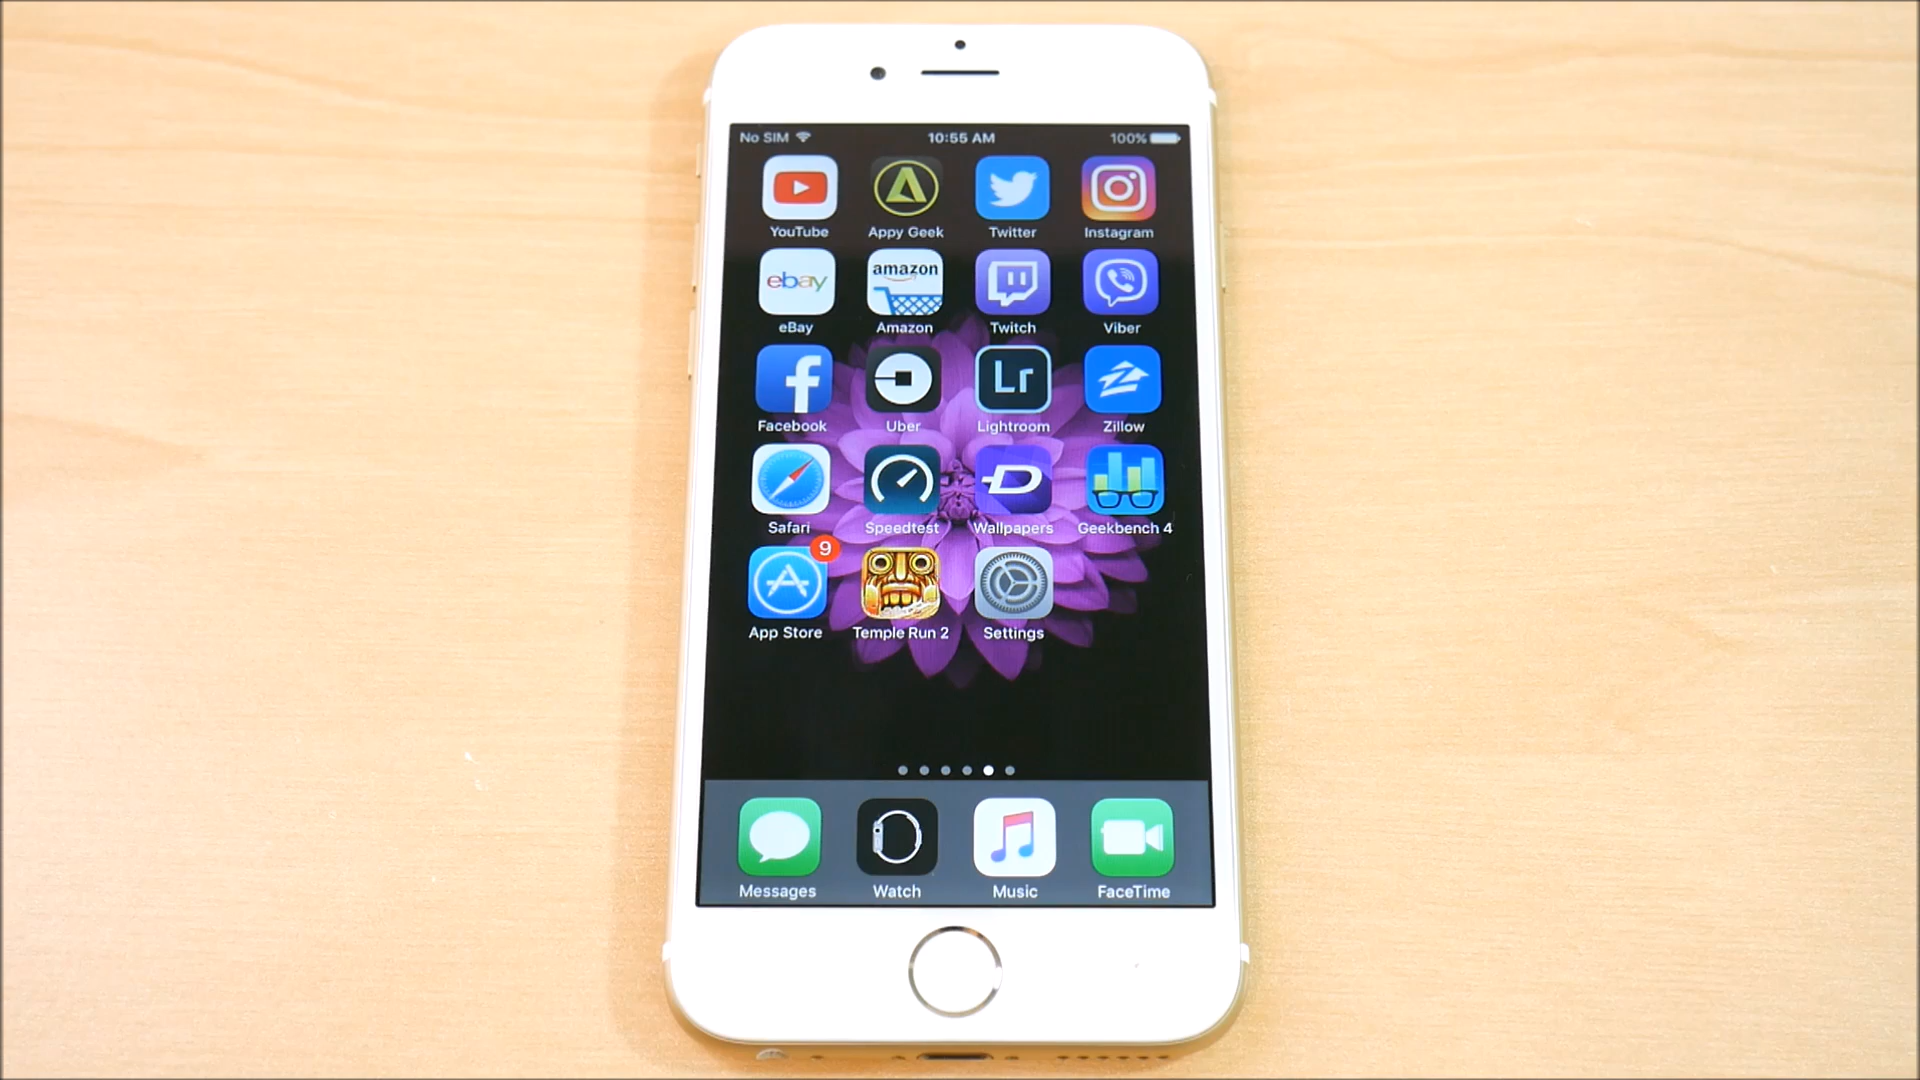 No SIM 10:55 AM 100%
YouTube Appy Geek Twitter Instagram
ebay amazon
eBay Amazon Twitch Viber
f Lr
Facebook Uber Lightroom Zillow
Safari Speedtest Wallpapers Geekbench 4
9
App Store Temple Run 2 Settings
Messages Watch Music FaceTime